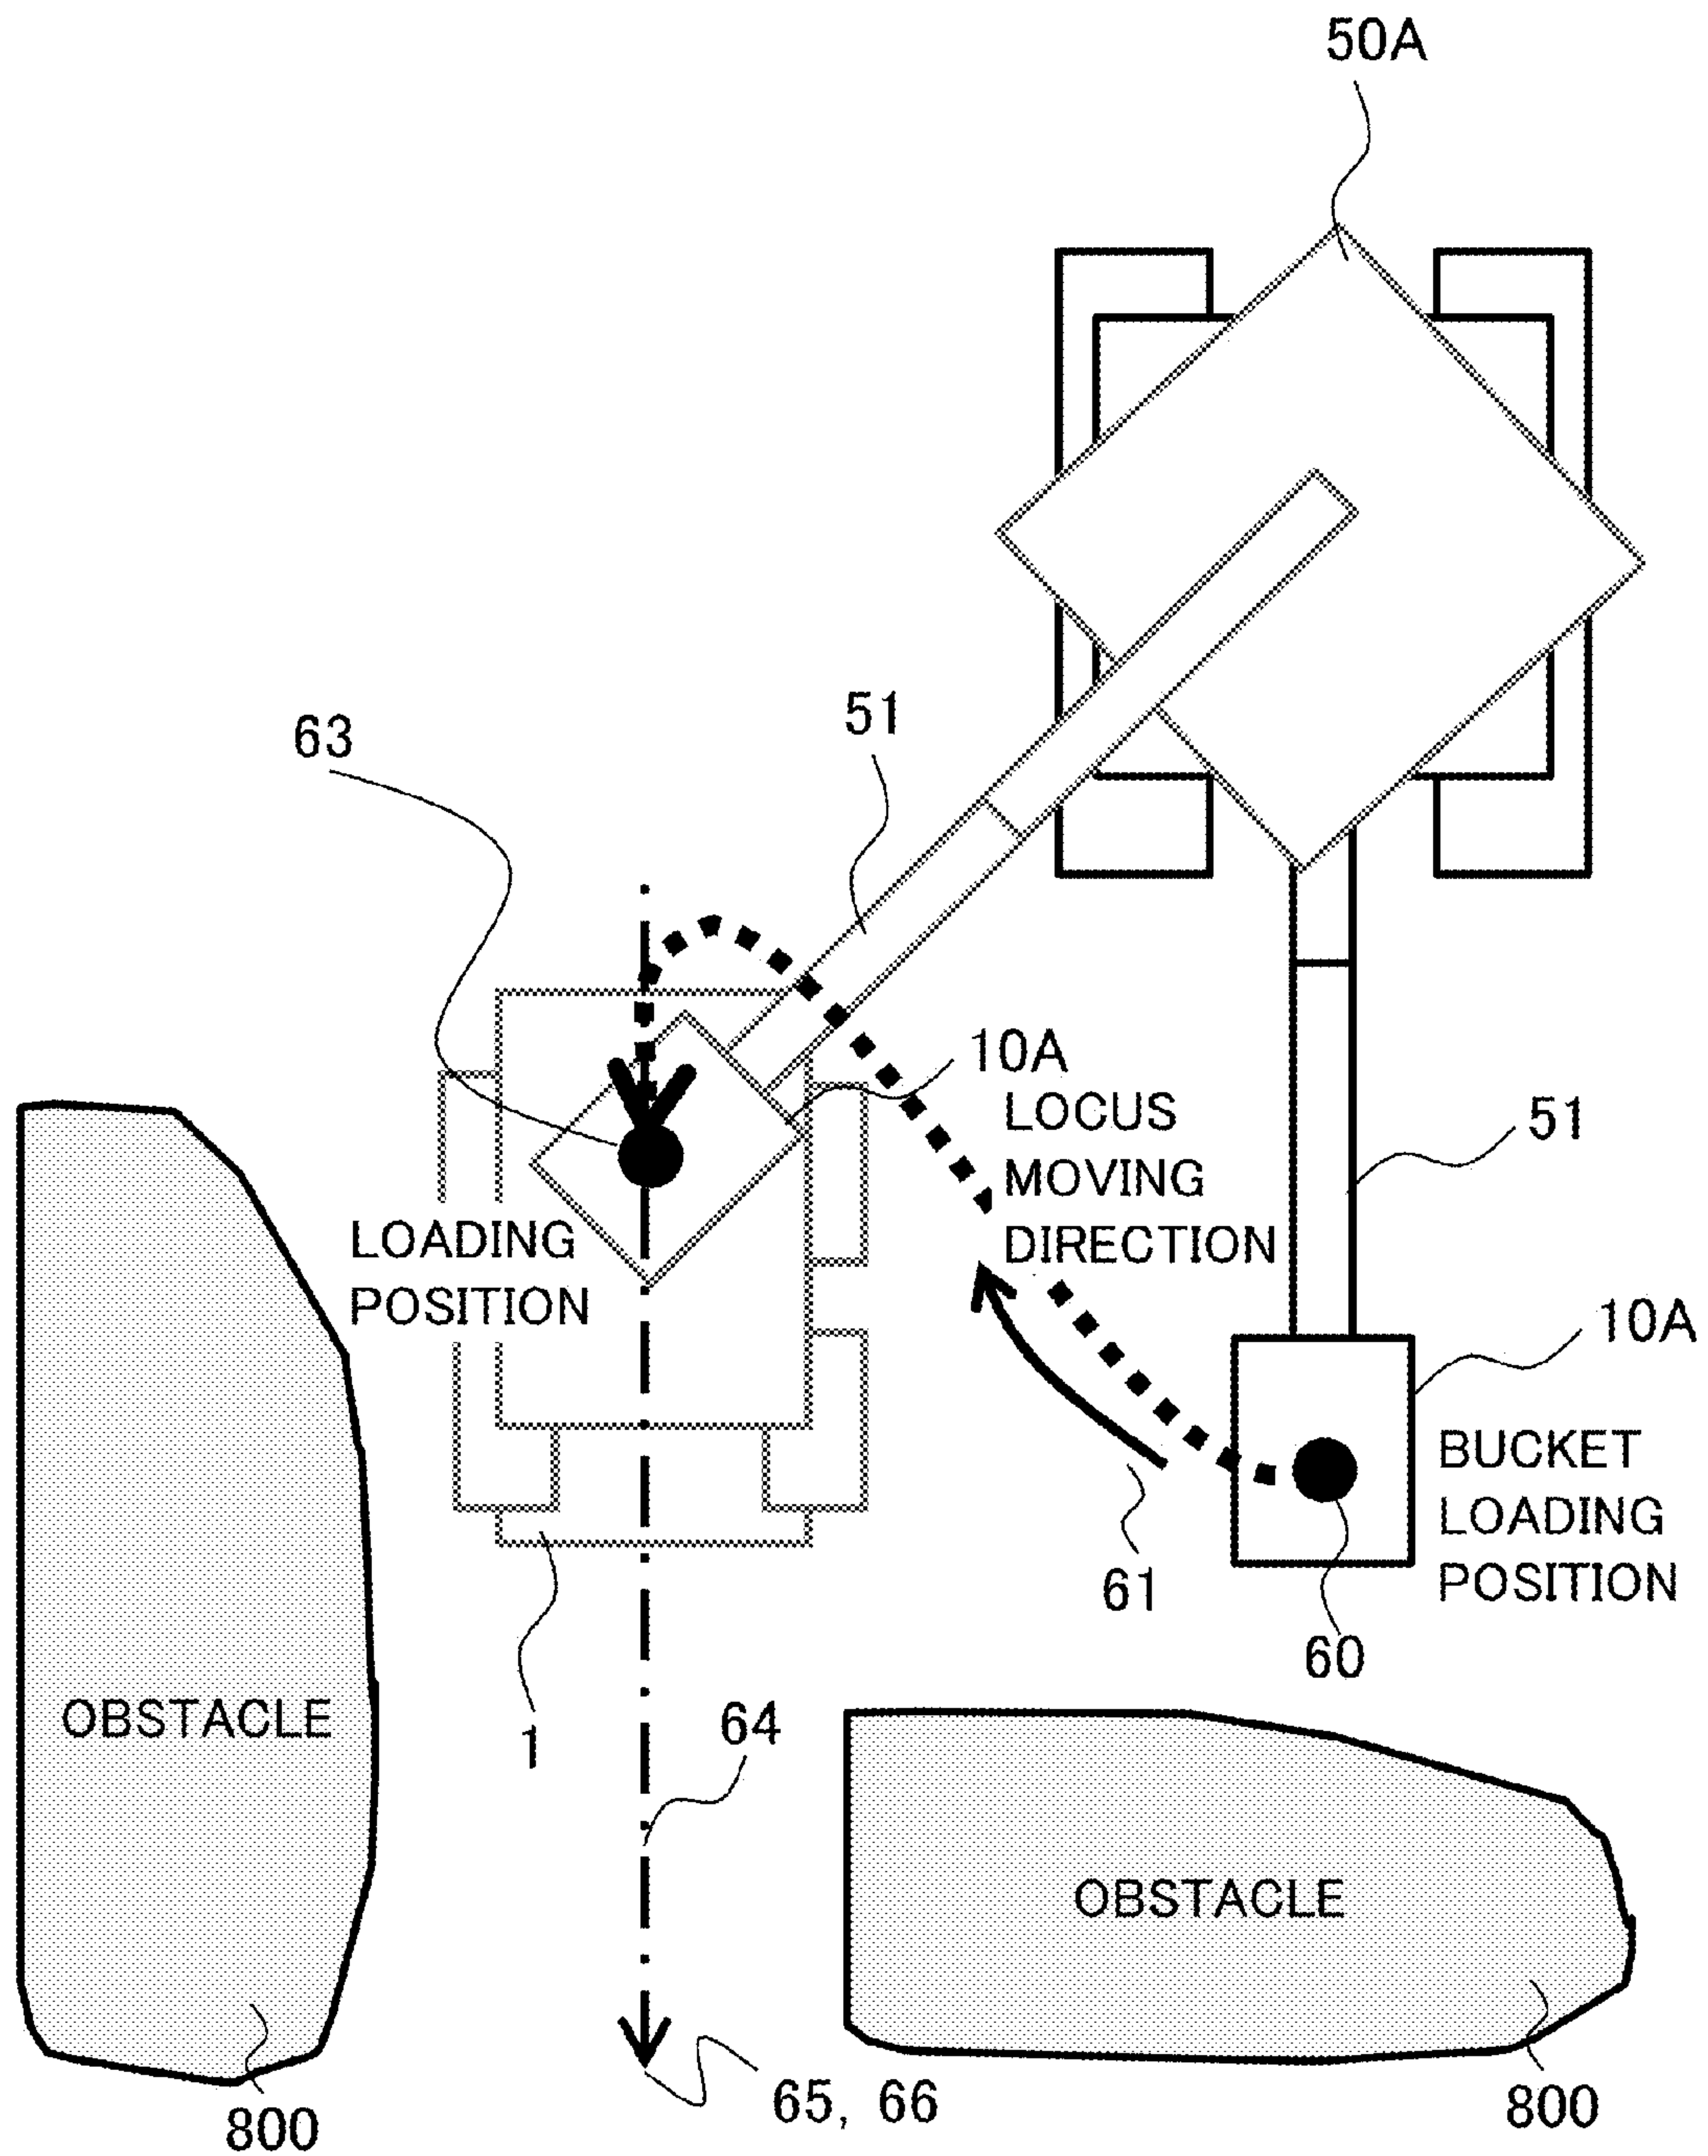 50A
51
63
10A
LOCUS
MOVING
DIRECTION
51
LOADING
POSITION
10A
BUCKET
LOADING
POSITION
61
60
OBSTACLE
1
64
OBSTACLE
65, 66
800
800